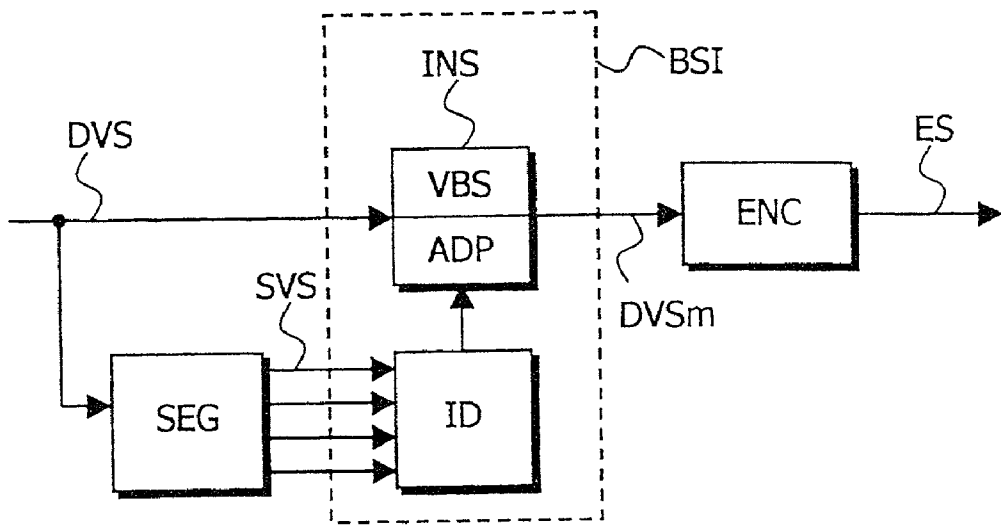 INS
BSI
DVS
ES
VBS
ENC
ADP
SVS
DVSm
SEG
ID